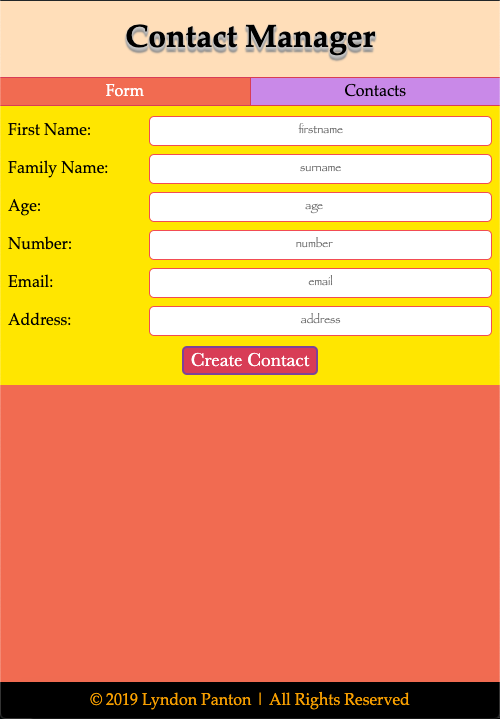 Contact Manager
Form Contacts
First Name: firstname
Family Name: surname
Age: age
Number: number
Email: email
Address: address
Create Contact
© 2019 Lyndon Panton | All Rights Reserved